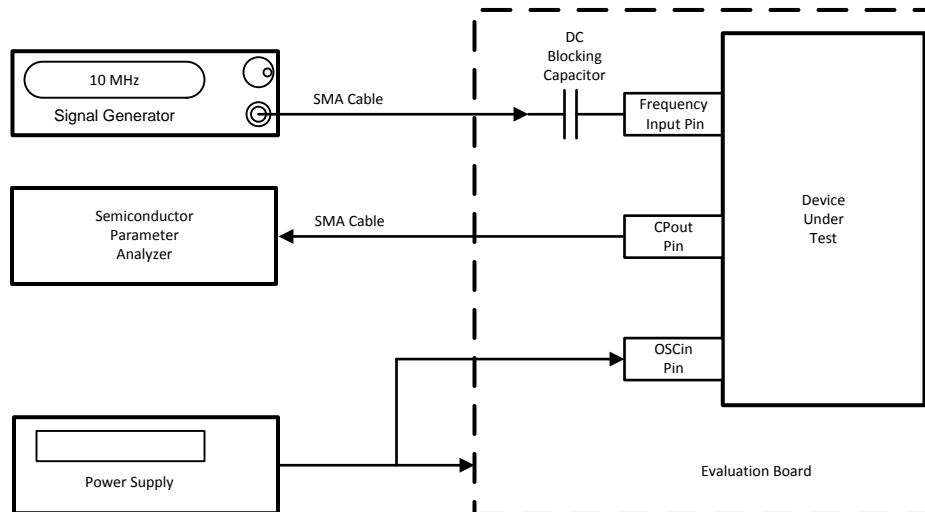 10 MHz
Signal Generator
SMA Cable
DC
Blocking
Capacitor
Frequency
Input Pin
Semiconductor
Parameter
Analyzer
SMA Cable
CPout
Pin
Device
Under
Test
OSCin
Pin
Power Supply
Evaluation Board